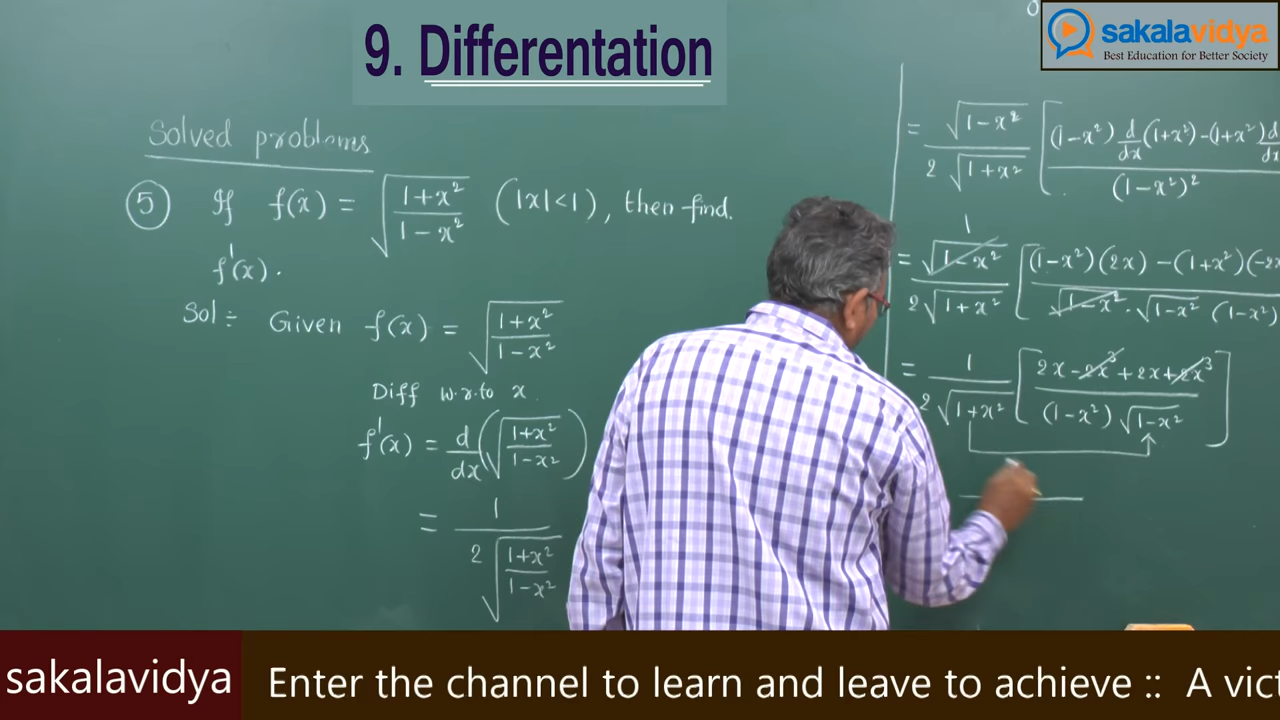 9. Differentation
sakalavidya
Best Education for Better Society
Solved problems
5 If f(x) = √((1+x²)/(1-x²)) (|x|<1), then find.
f'(x).
Sol: Given f(x) = √((1+x²)/(1-x²))
Diff w.r.to x
f'(x) = d/dx (√((1+x²)/(1-x²)))
= 1/(2√((1+x²)/(1-x²)))
= √(1-x²)/(2√(1+x²)) [((1-x²) d/dx (1+x²) - (1+x²) d/dx)/(1-x²)²
= 1 √(1-x²)/(2√(1+x²)) [((1-x²)(2x) - (1+x²)(-2x)/(√(1-x²) . √(1-x²) (1-x²)
= 1/(2√(1+x²)) [(2x - 2x³ + 2x + 2x³)/((1-x²) √(1-x²))]
sakalavidya Enter the channel to learn and leave to achieve :: A vict